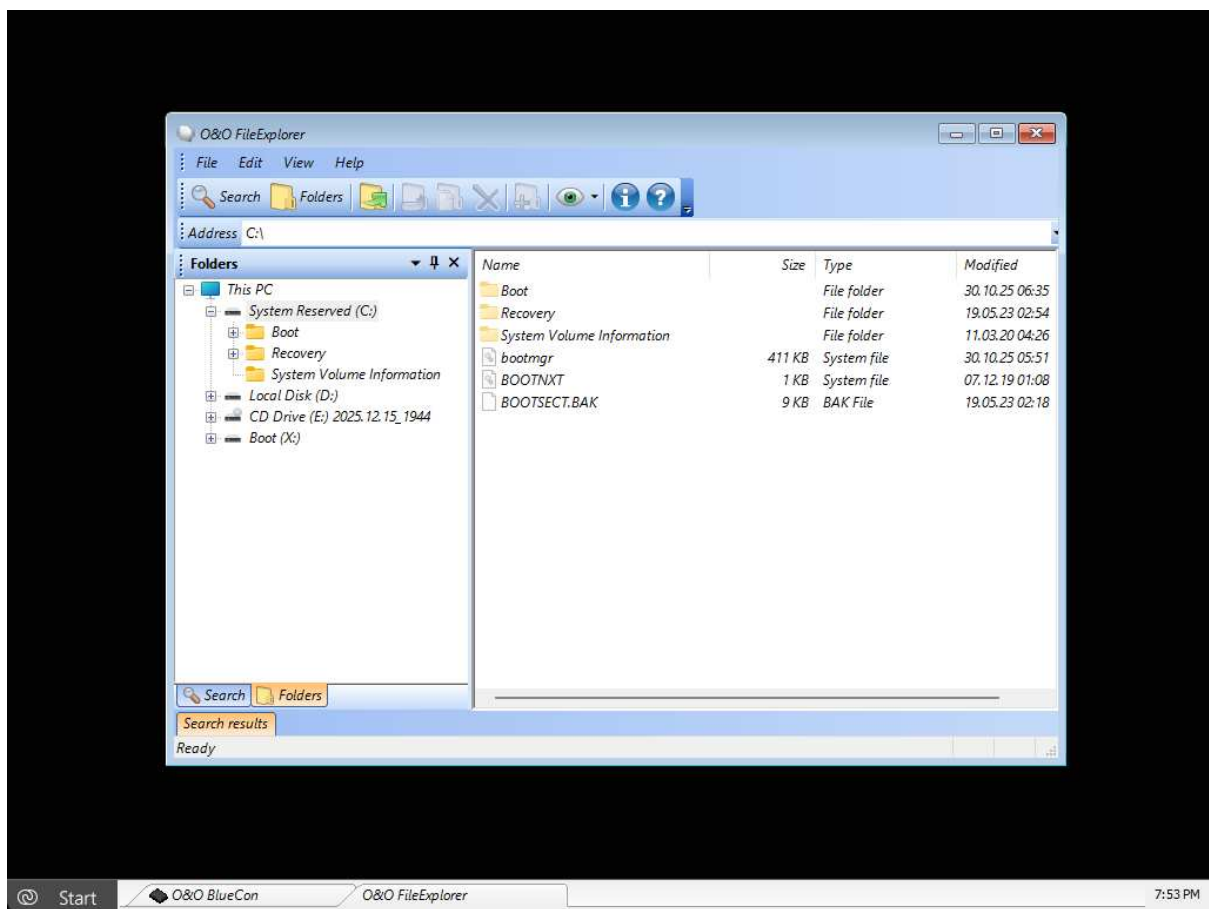 O&O FileExplorer
File Edit View Help
Search Folders
Address C:\
Folders
This PC
System Reserved (C:)
Boot
Recovery
System Volume Information
Local Disk (D:)
CD Drive (E:) 2025.12.15_1944
Boot (X:)
Name Size Type Modified
Boot File folder 30.10.25 06:35
Recovery File folder 19.05.23 02:54
System Volume Information File folder 11.03.20 04:26
bootmgr 411 KB System file 30.10.25 05:51
BOOTNXT 1 KB System file 07.12.19 01:08
BOOTSECT.BAK 9 KB BAK File 19.05.23 02:18
Search Folders
Search results
Ready
Start O&O BlueCon O&O FileExplorer 7:53 PM